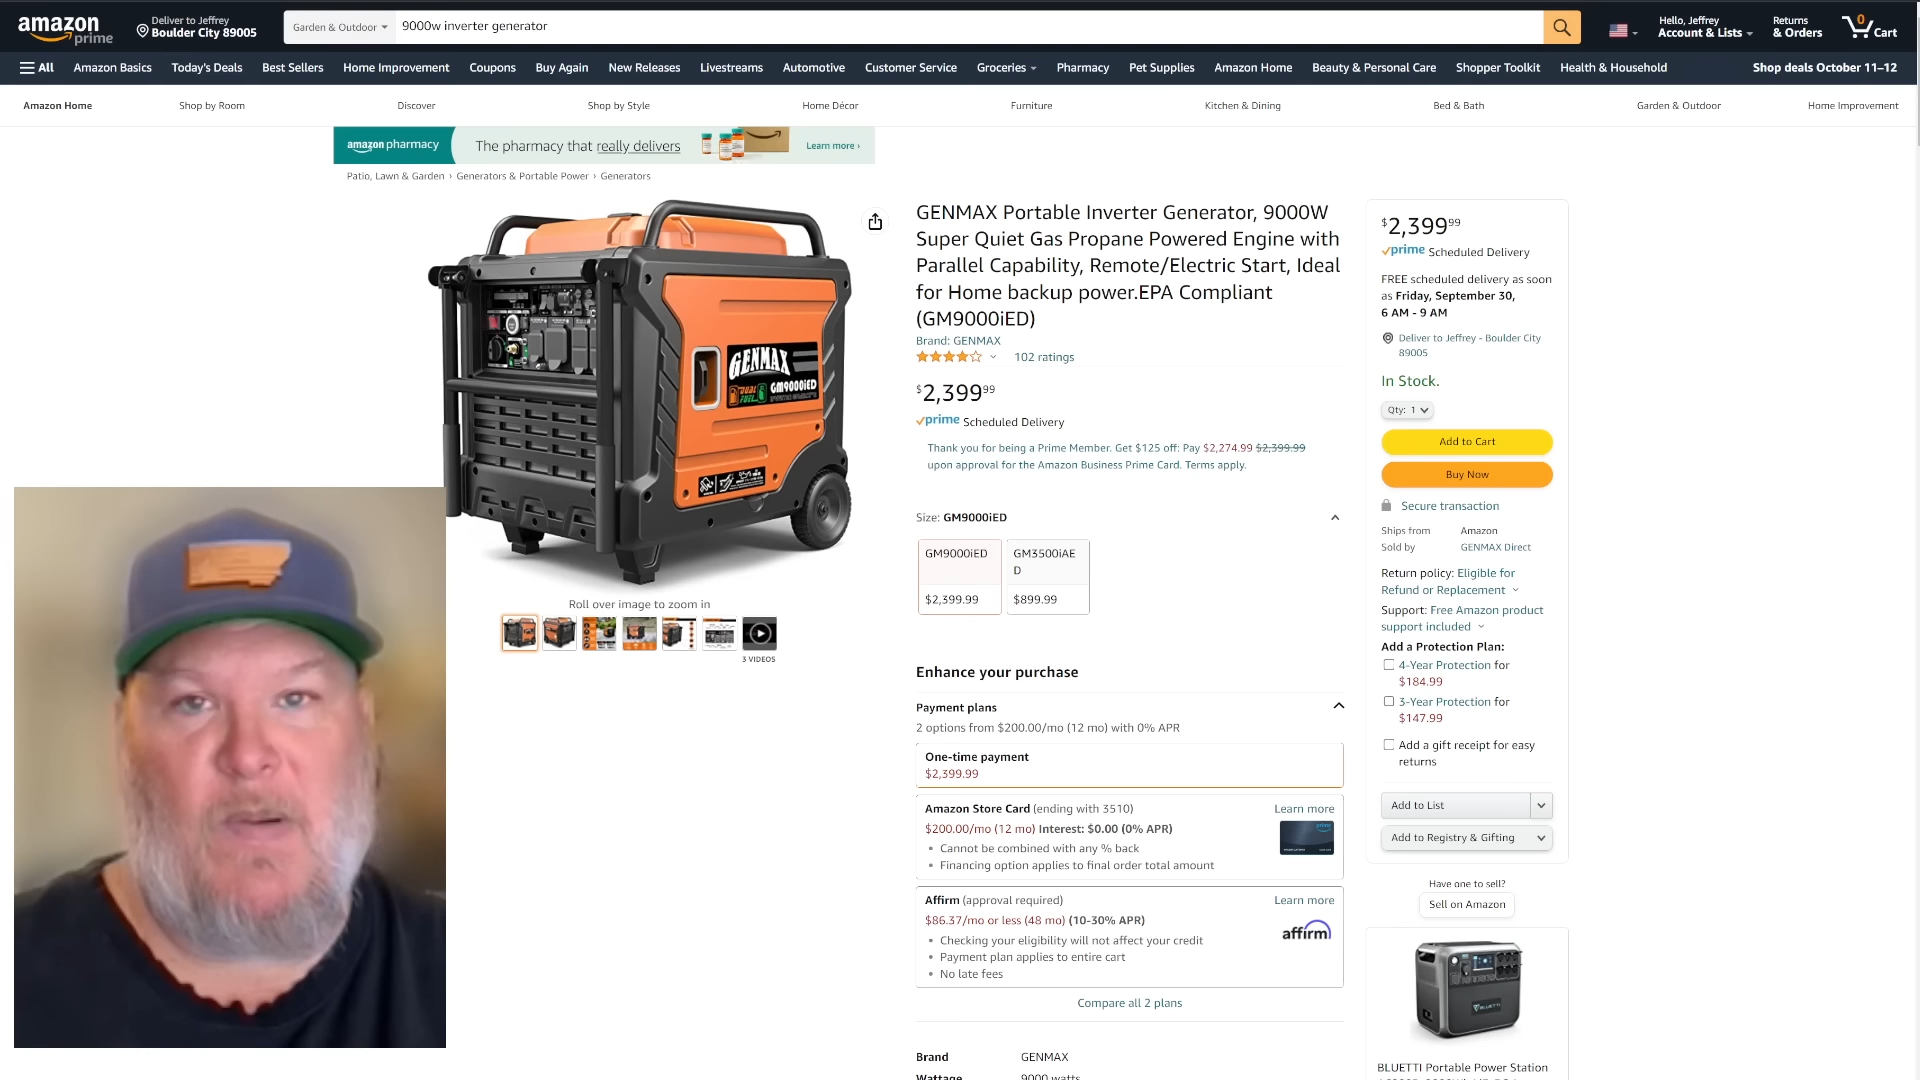 amazon
prime
Deliver to Jeffrey
Boulder City 89005
Garden & Outdoor
9000w inverter generator
Hello, Jeffrey
Account & Lists
Returns
& Orders
0
Cart
All
Amazon Basics
Today's Deals
Best Sellers
Home Improvement
Coupons
Buy Again
New Releases
Livestreams
Automotive
Customer Service
Groceries
Pharmacy
Pet Supplies
Amazon Home
Beauty & Personal Care
Shopper Toolkit
Health & Household
Shop deals October 11–12
Amazon Home
Shop by Room
Discover
Shop by Style
Home Décor
Furniture
Kitchen & Dining
Bed & Bath
Garden & Outdoor
Home Improvement
amazon pharmacy
The pharmacy that really delivers
Learn more ›
Patio, Lawn & Garden › Generators & Portable Power › Generators
GENMAX
DUAL FUEL
GM9000iED
Roll over image to zoom in
3 VIDEOS
GENMAX Portable Inverter Generator, 9000W
Super Quiet Gas Propane Powered Engine with
Parallel Capability, Remote/Electric Start, Ideal
for Home backup power.EPA Compliant
(GM9000iED)
Brand: GENMAX
102 ratings
$2,399.99
prime Scheduled Delivery
Thank you for being a Prime Member. Get $125 off: Pay $2,274.99 $2,399.99
upon approval for the Amazon Business Prime Card. Terms apply.
Size: GM9000iED
GM9000iED
$2,399.99
GM3500iAE
D
$899.99
Enhance your purchase
Payment plans
2 options from $200.00/mo (12 mo) with 0% APR
One-time payment
$2,399.99
Amazon Store Card (ending with 3510)
Learn more
$200.00/mo (12 mo) Interest: $0.00 (0% APR)
• Cannot be combined with any % back
• Financing option applies to final order total amount
Affirm (approval required)
Learn more
$86.37/mo or less (48 mo) (10-30% APR)
• Checking your eligibility will not affect your credit
• Payment plan applies to entire cart
• No late fees
affirm
Compare all 2 plans
Brand GENMAX
Wattage 9000 watts
$2,399.99
prime Scheduled Delivery
FREE scheduled delivery as soon
as Friday, September 30,
6 AM - 9 AM
Deliver to Jeffrey - Boulder City
89005
In Stock.
Qty: 1
Add to Cart
Buy Now
Secure transaction
Ships from Amazon
Sold by GENMAX Direct
Return policy: Eligible for
Refund or Replacement
Support: Free Amazon product
support included
Add a Protection Plan:
4-Year Protection for
$184.99
3-Year Protection for
$147.99
Add a gift receipt for easy
returns
Add to List
Add to Registry & Gifting
Have one to sell?
Sell on Amazon
BLUETTI
BLUETTI Portable Power Station